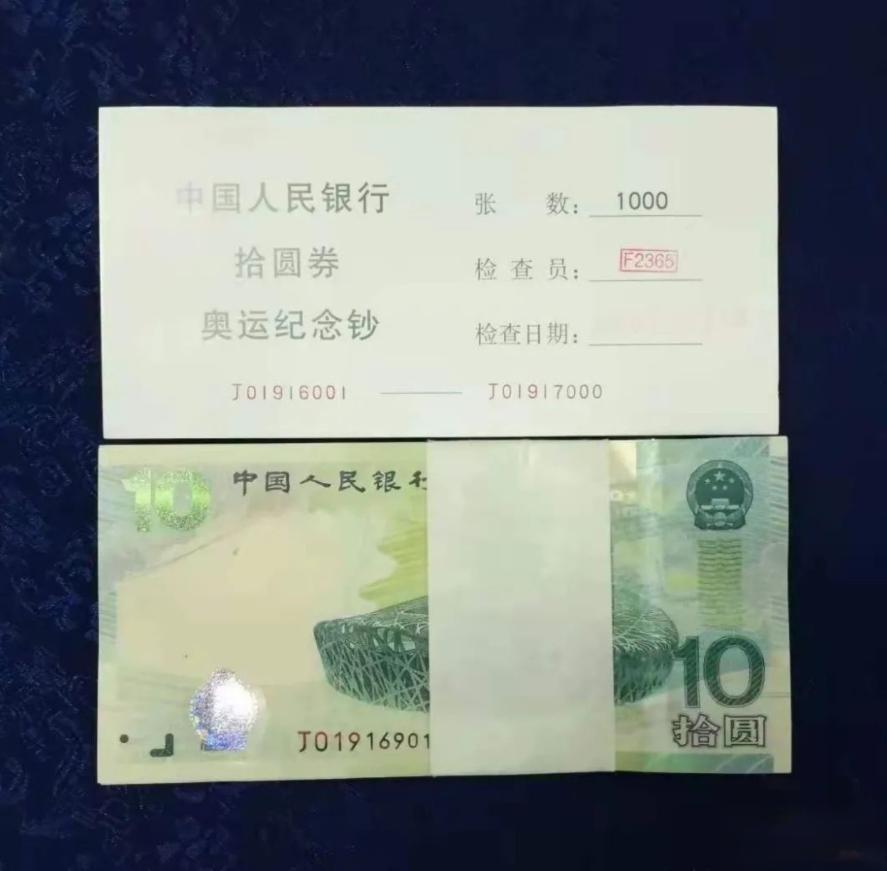 中国人民银行
拾圆券
奥运纪念钞
张 数: 1000
检 查 员: F2365
检查日期:
J01916001 —— J01917000
10
中国人民银行
J01916901
10
拾圆